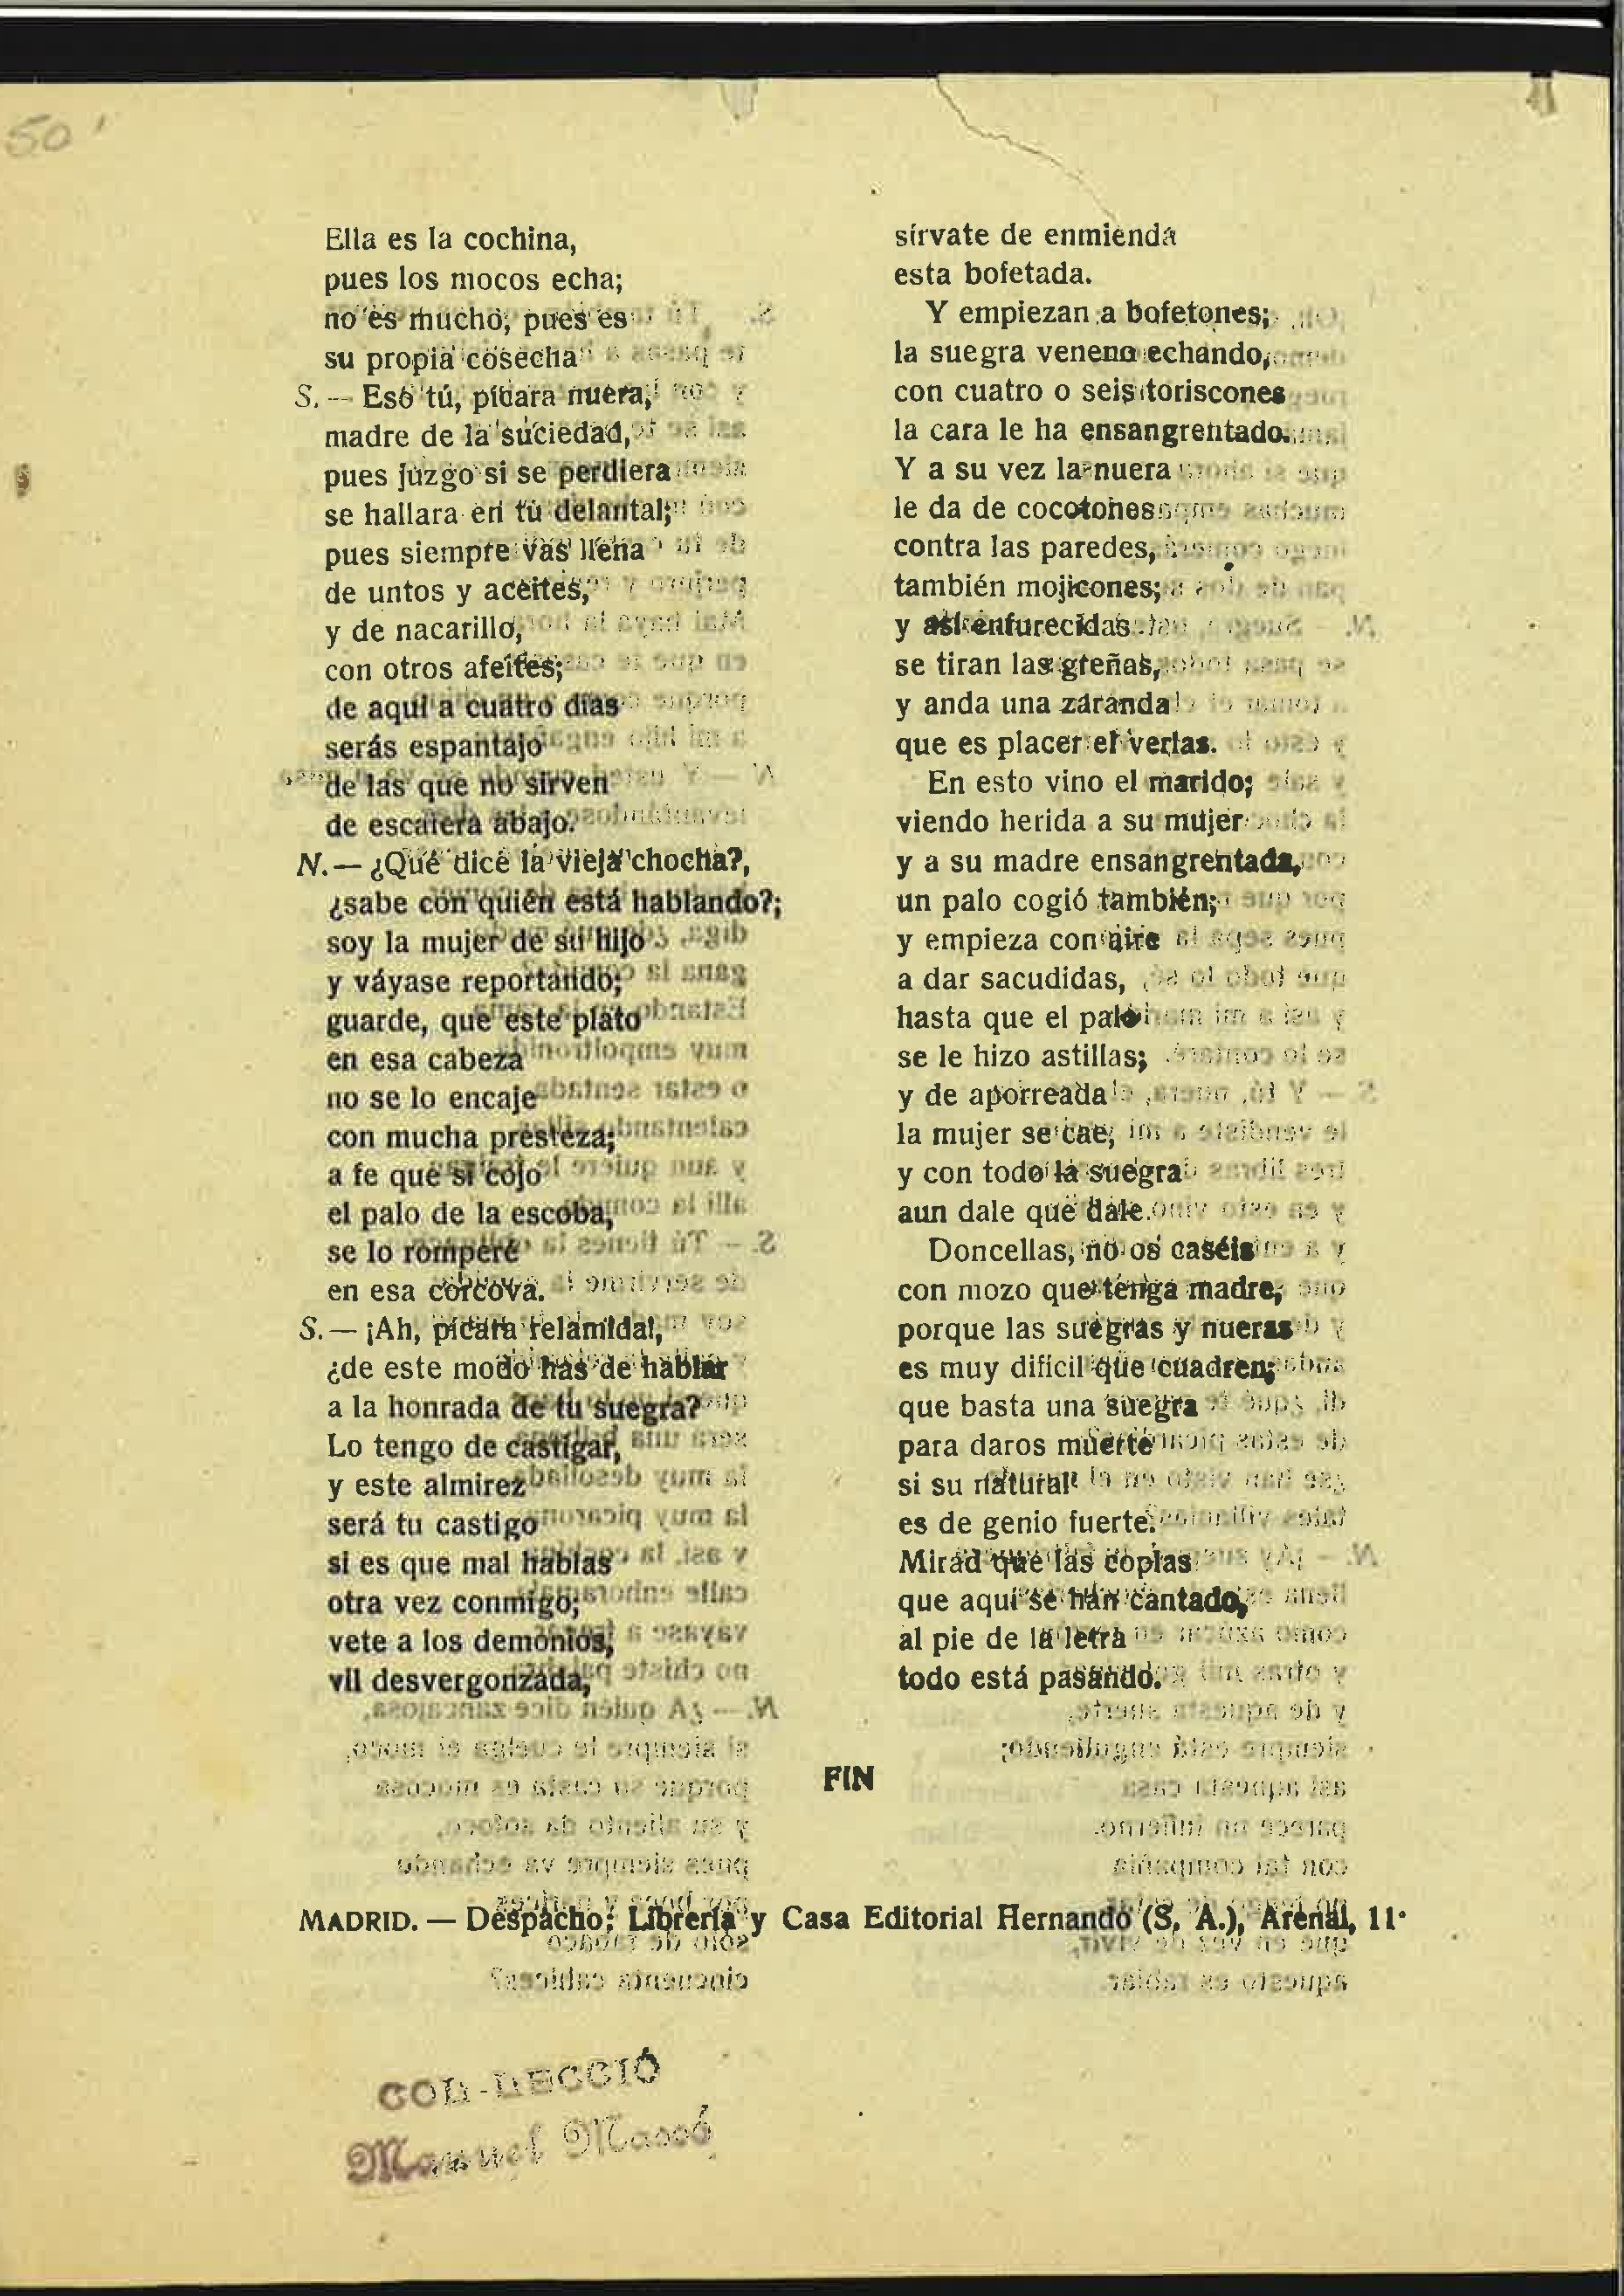 50
Ella es la cochina,
pues los mocos echa;
no es mucho, pues es
su propia cosecha
S. — Eso tú, pícara nuera,
madre de la suciedad,
pues juzgo si se perdiera
se hallara en tu delantal;
pues siempre vas llena
de untos y aceites,
y de nacarillo,
con otros afeites;
de aquí a cuatro días
serás espantajo
de las que no sirven
de escalera abajo.
N. — ¿Qué dice la vieja chocha?,
¿sabe con quién está hablando?;
soy la mujer de su hijo
y váyase reportando;
guarde, que este plato
en esa cabeza
no se lo encaje
con mucha presteza;
a fe que si cojo
el palo de la escoba,
se lo romperé
en esa corcova.
S. — ¡Ah, pícara relamida!,
¿de este modo has de hablar
a la honrada de tu suegra?
Lo tengo de castigar,
y este almirez
será tu castigo
si es que mal hablas
otra vez conmigo;
vete a los demonios,
vil desvergonzada,
sírvate de enmienda
esta bofetada.
Y empiezan a bofetones;
la suegra veneno echando,
con cuatro o seis toriscones
la cara le ha ensangrentado.
Y a su vez la nuera
le da de cocotones
contra las paredes,
también mojicones;
y así enfurecidas
se tiran las greñas,
y anda una zaranda
que es placer el verlas.
En esto vino el marido;
viendo herida a su mujer
y a su madre ensangrentada,
un palo cogió también;
y empieza con aire
a dar sacudidas,
hasta que el palo
se le hizo astillas;
y de aporreada
la mujer se cae,
y con todo la suegra
aun dale que dale.
Doncellas, no os caséis
con mozo que tenga madre,
porque las suegras y nueras
es muy difícil que cuadren;
que basta una suegra
para daros muerte
si su natural
es de genio fuerte.
Mirad que las coplas
que aquí se han cantado,
al pie de la letra
todo está pasando.
FIN
MADRID. — Despacho: Librería y Casa Editorial Hernando (S. A.), Arenal, 11
COL-LECCIÓ
Manuel Massó